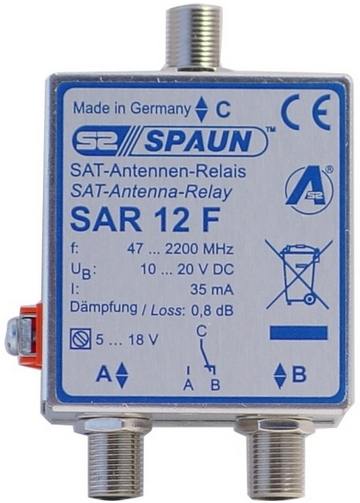 Made in Germany C CE
SPAUN™
SAT-Antennen-Relais
SAT-Antenna-Relay
A®
SAR 12 F
f: 47 ... 2200 MHz
UB: 10 ... 20 V DC
I: 35 mA
Dämpfung / Loss: 0,8 dB
5 ... 18 V
C
A B
A B